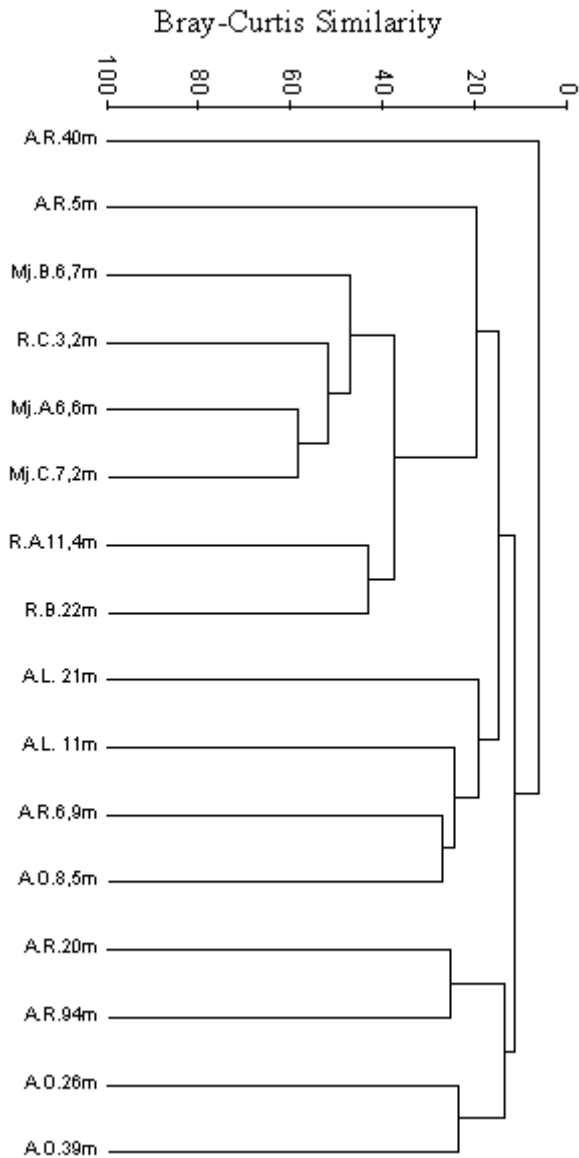 Bray-Curtis Similarity
100 80 60 40 20 0
A.R.40m
A.R.5m
Mj.B.6,7m
R.C.3,2m
Mj.A.6,6m
Mj.C.7,2m
R.A.11,4m
R.B.22m
A.L. 21m
A.L. 11m
A.R.6,9m
A.O.8,5m
A.R.20m
A.R.94m
A.O.26m
A.O.39m